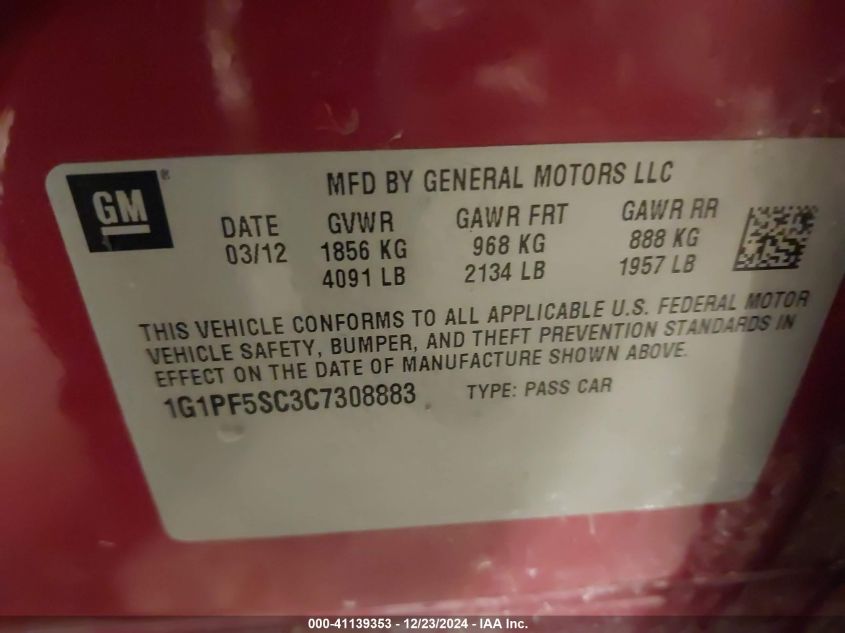 GM ®
MFD BY GENERAL MOTORS LLC
DATE GVWR GAWR FRT GAWR RR
03/12 1856 KG 968 KG 888 KG
4091 LB 2134 LB 1957 LB
THIS VEHICLE CONFORMS TO ALL APPLICABLE U.S. FEDERAL MOTOR
VEHICLE SAFETY, BUMPER, AND THEFT PREVENTION STANDARDS IN
EFFECT ON THE DATE OF MANUFACTURE SHOWN ABOVE.
1G1PF5SC3C7308883 TYPE: PASS CAR
000-41139353 - 12/23/2024 - IAA Inc.